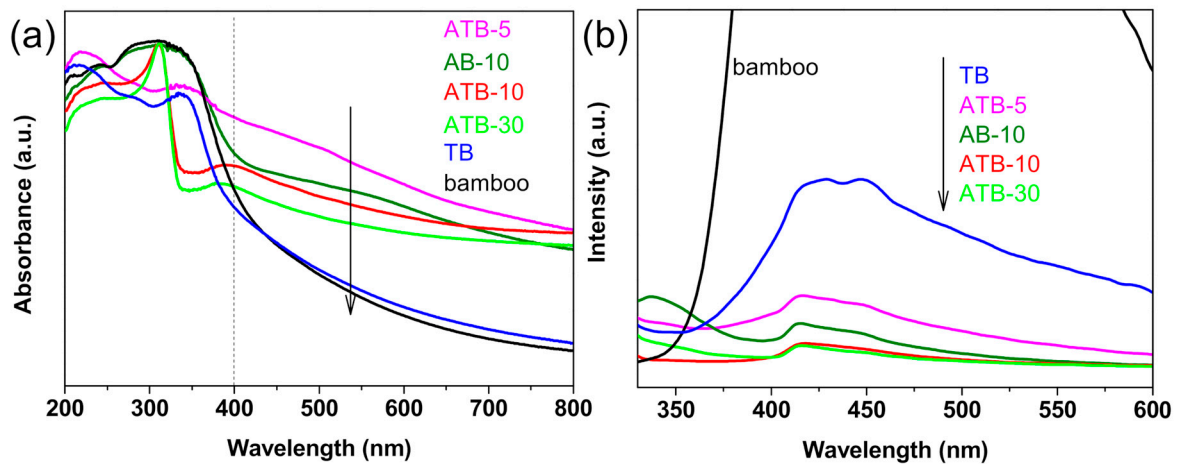 (a)
ATB-5
AB-10
ATB-10
ATB-30
TB
bamboo
Absorbance (a.u.)
200 300 400 500 600 700 800
Wavelength (nm)
(b)
bamboo
TB
ATB-5
AB-10
ATB-10
ATB-30
Intensity (a.u.)
350 400 450 500 550 600
Wavelength (nm)